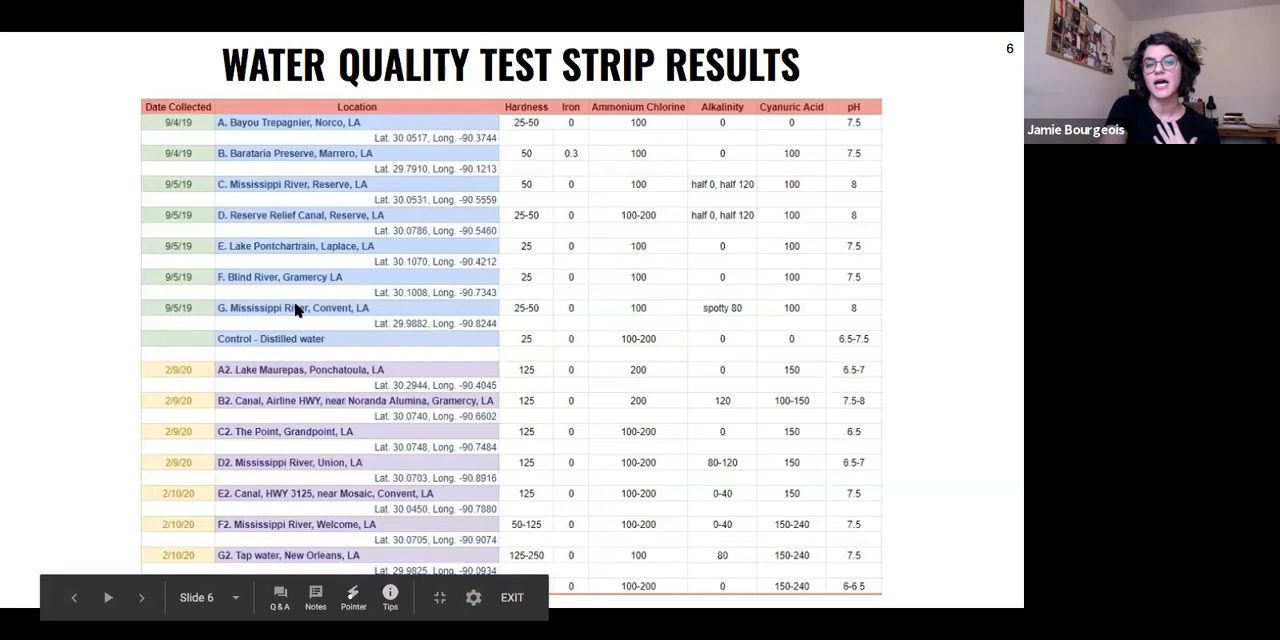 WATER QUALITY TEST STRIP RESULTS
6
Jamie Bourgeois
Date Collected Location Hardness Iron Ammonium Chlorine Alkalinity Cyanuric Acid pH
9/4/19 A. Bayou Trepagnier, Norco, LA 25-50 0 100 0 0 7.5
Lat. 30.0517, Long. -90.3744
9/4/19 B. Barataria Preserve, Marrero, LA 50 0.3 100 0 100 7.5
Lat. 29.7910, Long. -90.1213
9/5/19 C. Mississippi River, Reserve, LA 50 0 100 half 0, half 120 100 8
Lat. 30.0531, Long. -90.5559
9/5/19 D. Reserve Relief Canal, Reserve, LA 25-50 0 100-200 half 0, half 120 100 8
Lat. 30.0786, Long. -90.5460
9/5/19 E. Lake Pontchartrain, Laplace, LA 25 0 100 0 100 7.5
Lat. 30.1070, Long. -90.4212
9/5/19 F. Blind River, Gramercy LA 25 0 100 0 100 7.5
Lat. 30.1008, Long. -90.7343
9/5/19 G. Mississippi River, Convent, LA 25-50 0 100 spotty 80 100 8
Lat. 29.9882, Long. -90.8244
Control - Distilled water 25 0 100-200 0 0 6.5-7.5
2/9/20 A2. Lake Maurepas, Ponchatoula, LA 125 0 200 0 150 6.5-7
Lat. 30.2944, Long. -90.4045
2/9/20 B2. Canal, Airline HWY, near Noranda Alumina, Gramercy, LA 125 0 200 120 100-150 7.5-8
Lat. 30.0740, Long. -90.6602
2/9/20 C2. The Point, Grandpoint, LA 125 0 100-200 0 150 6.5
Lat. 30.0748, Long. -90.7484
2/9/20 D2. Mississippi River, Union, LA 125 0 100-200 80-120 150 6.5-7
Lat. 30.0703, Long. -90.8916
2/10/20 E2. Canal, HWY 3125, near Mosaic, Convent, LA 125 0 100-200 0-40 150 7.5
Lat. 30.0450, Long. -90.7880
2/10/20 F2. Mississippi River, Welcome, LA 50-125 0 100-200 0-40 150-240 7.5
Lat. 30.0705, Long. -90.9074
2/10/20 G2. Tap water, New Orleans, LA 125-250 0 100 80 150-240 7.5
Lat. 29.9825, Long. -90.0934
0 100-200 0 150-240 6-6.5
Slide 6
Q & A Notes Pointer Tips
EXIT